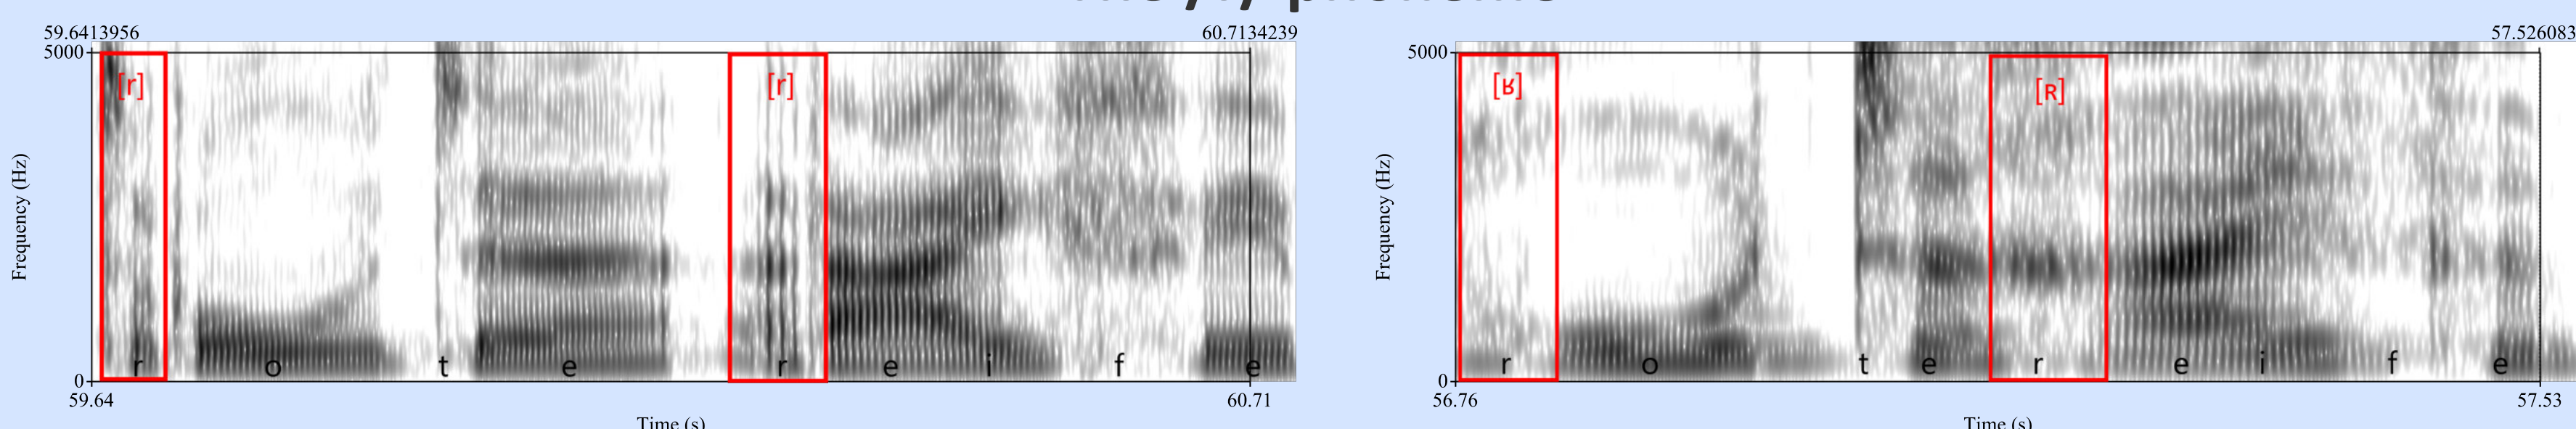 59.6413956 60.7134239
5000
[r] [r]
Frequency (Hz)
r o t e r e i f e
0
59.64 60.71
Time (s)
57.526083
5000
[ʁ] [ʀ]
Frequency (Hz)
r o t e r e i f e
0
56.76 57.53
Time (s)